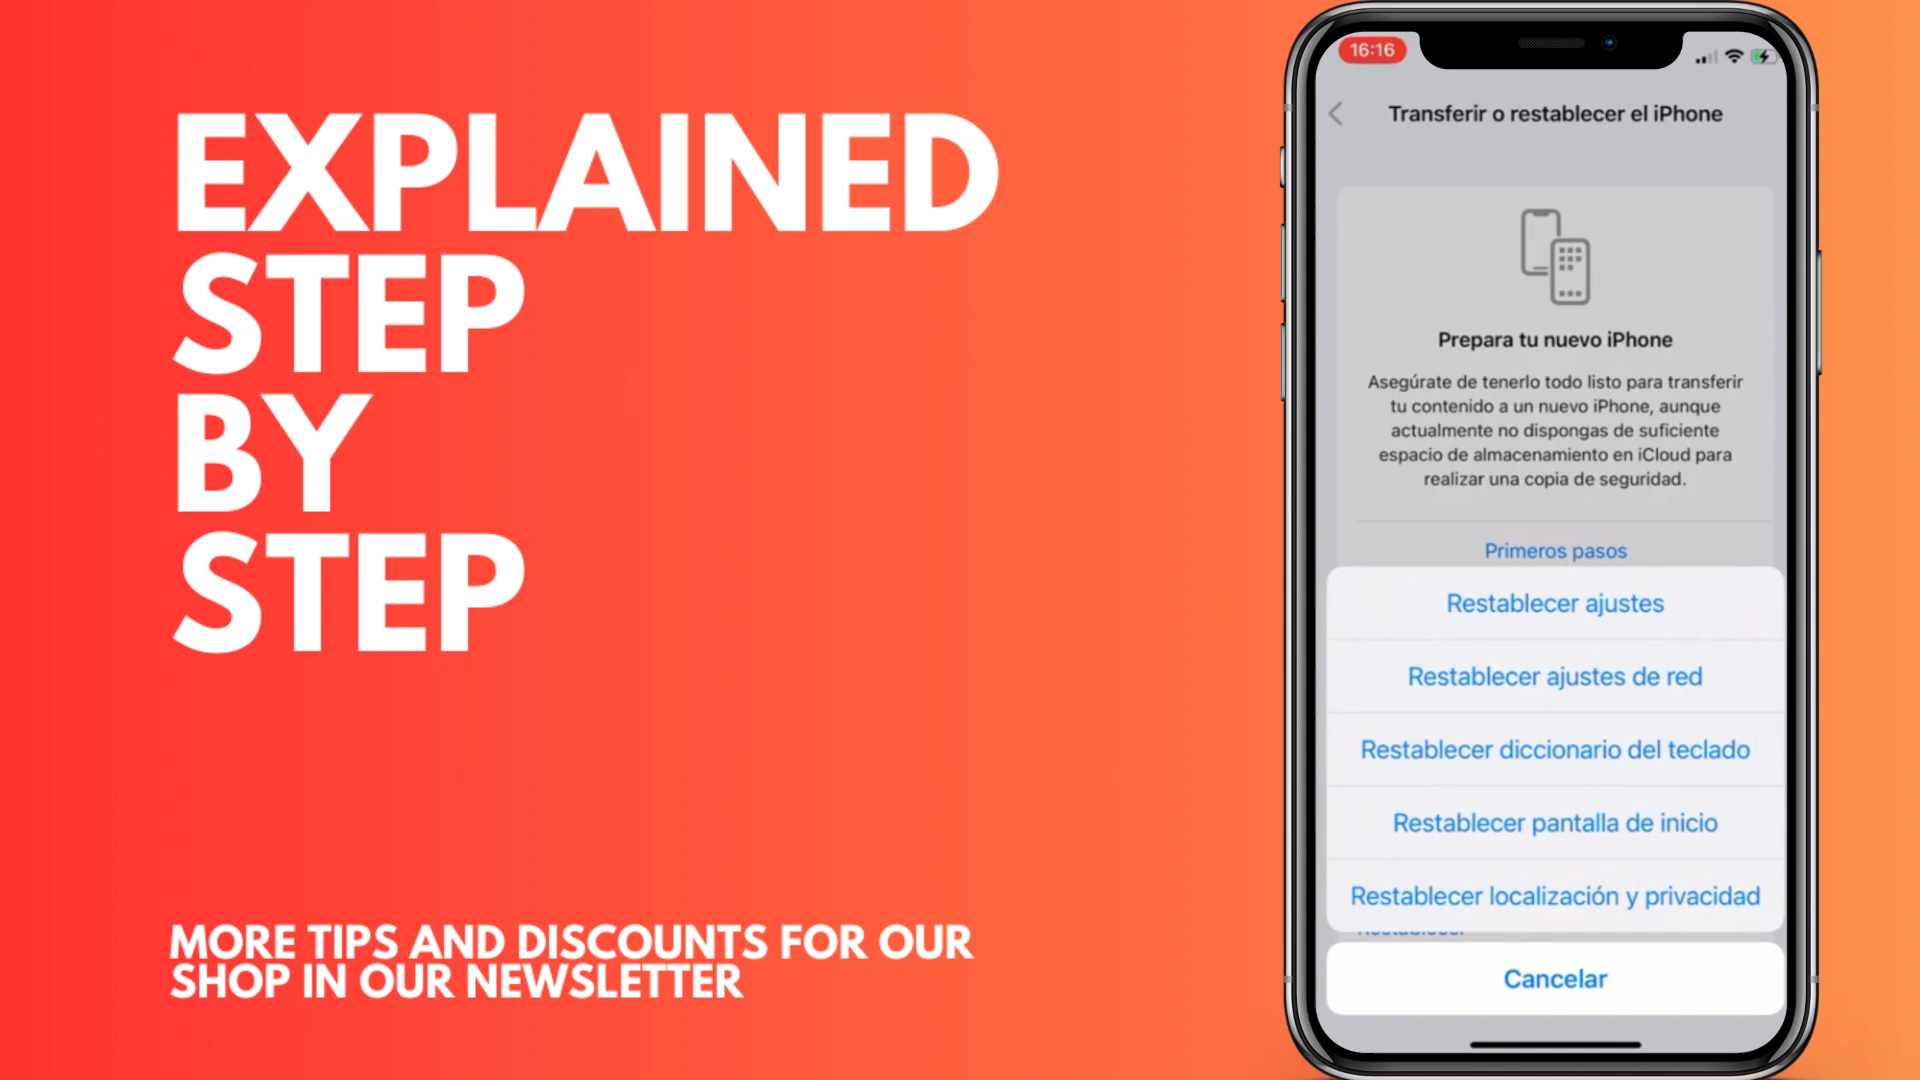 EXPLAINED
STEP
BY
STEP
MORE TIPS AND DISCOUNTS FOR OUR
SHOP IN OUR NEWSLETTER
16:16
Transferir o restablecer el iPhone
Prepara tu nuevo iPhone
Asegúrate de tenerlo todo listo para transferir
tu contenido a un nuevo iPhone, aunque
actualmente no dispongas de suficiente
espacio de almacenamiento en iCloud para
realizar una copia de seguridad.
Primeros pasos
Restablecer ajustes
Restablecer ajustes de red
Restablecer diccionario del teclado
Restablecer pantalla de inicio
Restablecer localización y privacidad
Restablecer
Cancelar